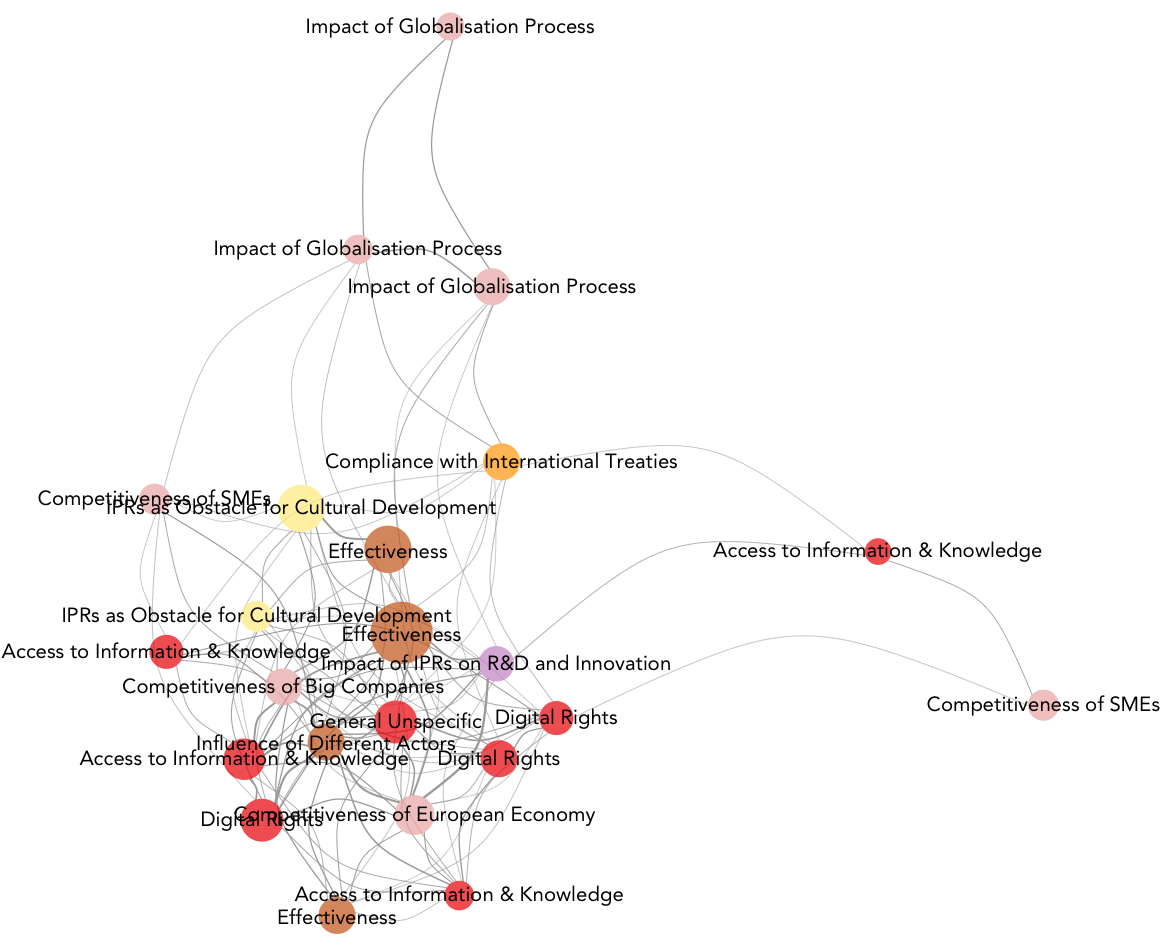 Impact of Globalisation Process
Impact of Globalisation Process
Impact of Globalisation Process
Compliance with International Treaties
Competitiveness of SMEs
IPRs as Obstacle for Cultural Development
Effectiveness
Access to Information & Knowledge
IPRs as Obstacle for Cultural Development
Effectiveness
Access to Information & Knowledge
Impact of IPRs on R&D and Innovation
Competitiveness of Big Companies
Competitiveness of SMEs
General Unspecific
Digital Rights
Influence of Different Actors
Access to Information & Knowledge
Digital Rights
Competitiveness of European Economy
Digital Rights
Access to Information & Knowledge
Effectiveness